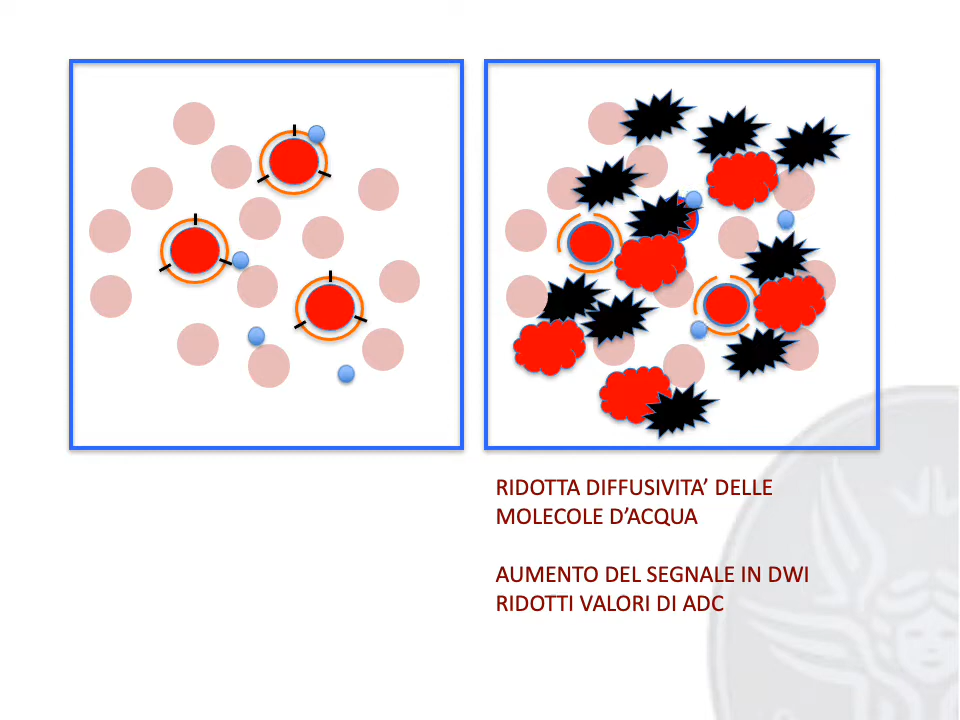 RIDOTTA DIFFUSIVITA’ DELLE
MOLECOLE D’ACQUA
AUMENTO DEL SEGNALE IN DWI
RIDOTTI VALORI DI ADC